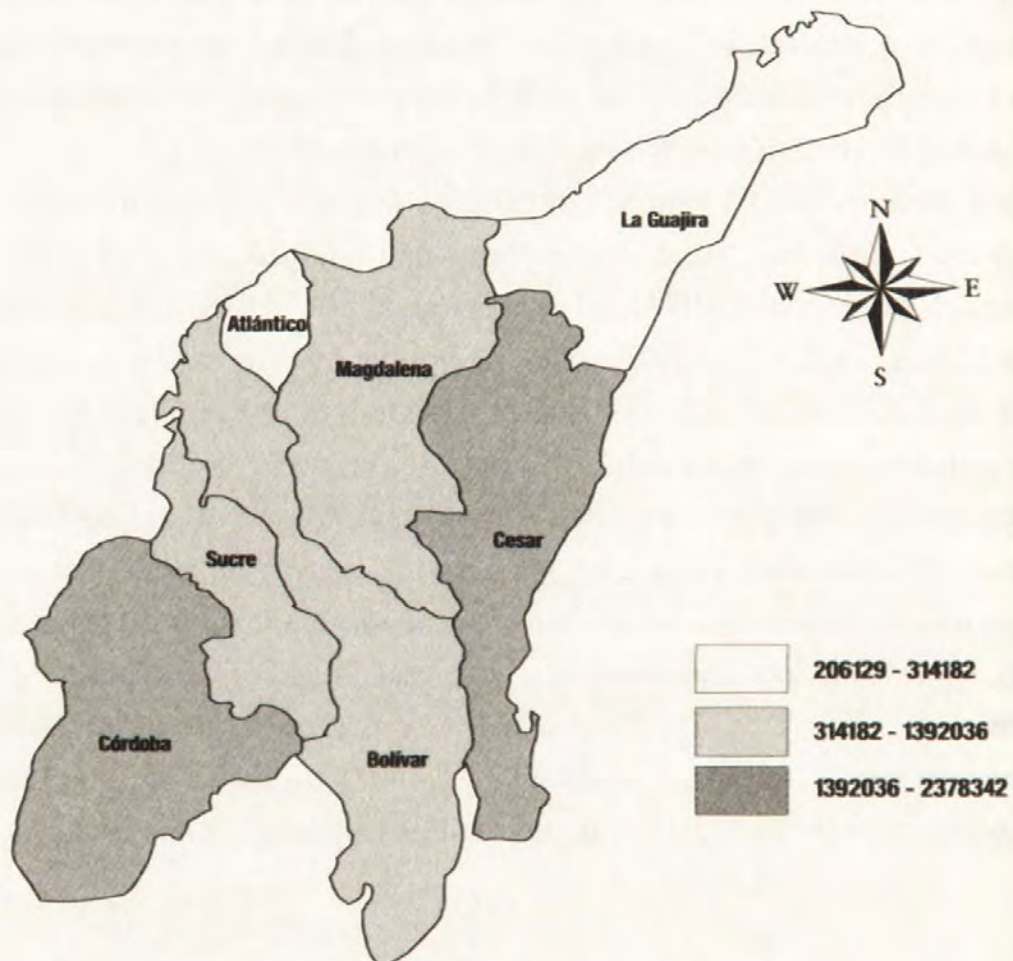 La Guajira
N
W
E
S
Atlántico
Magdalena
Cesar
Sucre
Córdoba
Bolívar
206129 - 314182
314182 - 1392036
1392036 - 2378342